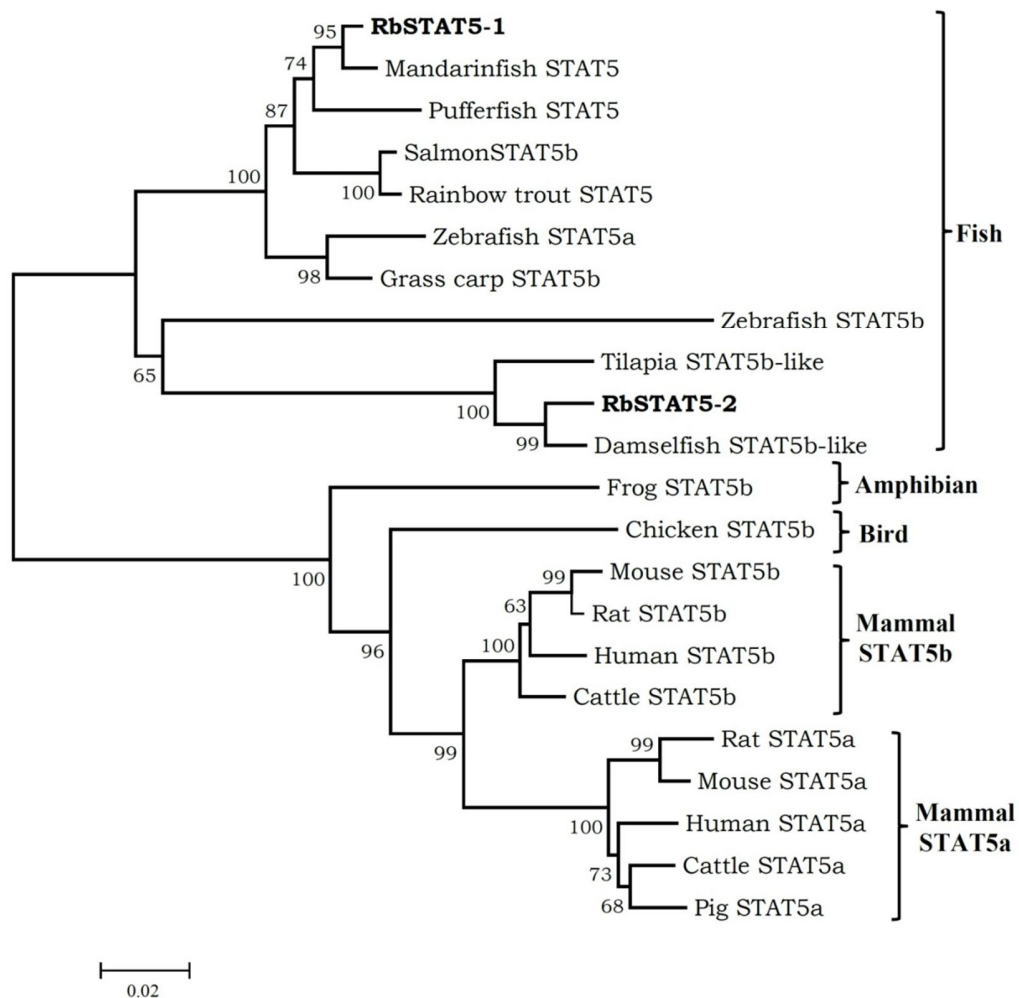 95
RbSTAT5-1
74
Mandarinfish STAT5
87
Pufferfish STAT5
SalmonSTAT5b
100
100
Rainbow trout STAT5
Zebrafish STAT5a
Fish
98
Grass carp STAT5b
Zebrafish STAT5b
65
Tilapia STAT5b-like
100
RbSTAT5-2
99
Damselfish STAT5b-like
Frog STAT5b
Amphibian
Chicken STAT5b
Bird
100
99
Mouse STAT5b
63
Rat STAT5b
Mammal
STAT5b
96
100
Human STAT5b
Cattle STAT5b
99
99
Rat STAT5a
Mouse STAT5a
Mammal
STAT5a
100
Human STAT5a
73
Cattle STAT5a
68
Pig STAT5a
0.02